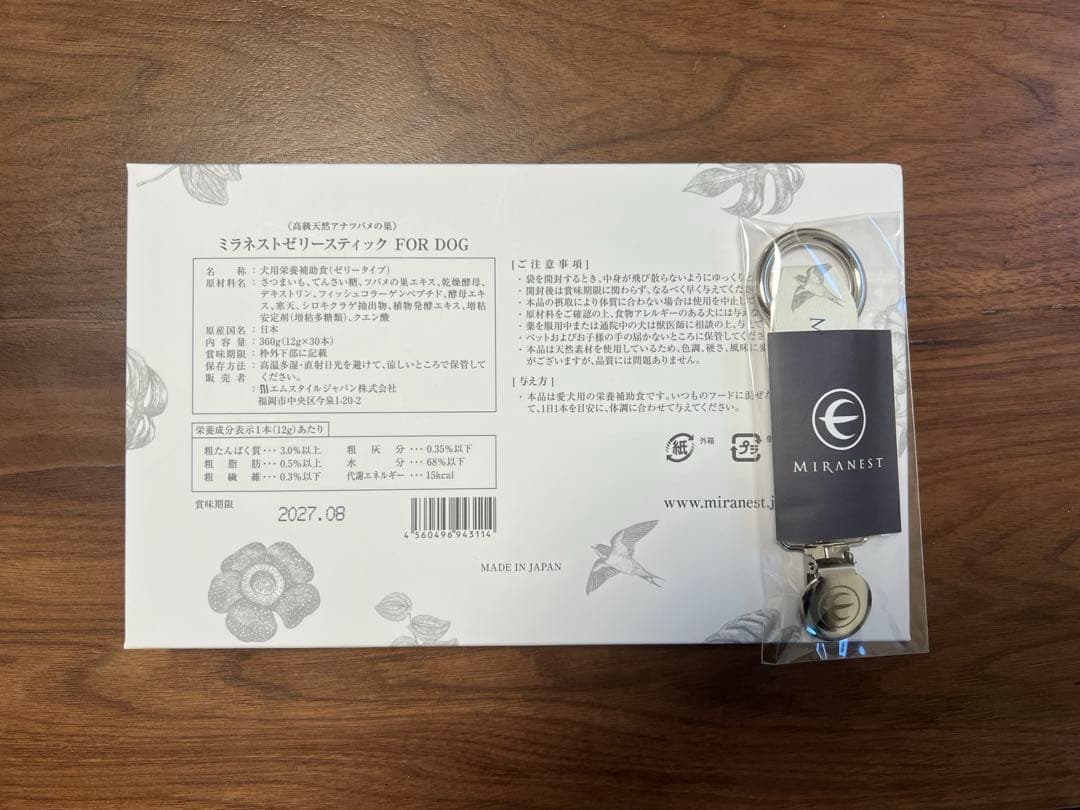 《高級天然アナツバメの巣》
ミラネストゼリースティック FOR DOG
名称：犬用栄養補助食(ゼリータイプ)
原材料名：さつまいも、てんさい糖、ツバメの巣エキス、乾燥酵母、
デキストリン、フィッシュコラーゲンペプチド、酵母エキ
ス、寒天、シロキクラゲ抽出物、植物発酵エキス、増粘
安定剤(増粘多糖類)、クエン酸
原産国名：日本
内容量：360g(12g×30本)
賞味期限：枠外下部に記載
保存方法：高温多湿・直射日光を避けて、涼しいところで保管して
ください。
販売者：エムスタイルジャパン株式会社
福岡市中央区今泉1-20-2
栄養成分表示1本(12g)あたり
粗たんぱく質・・・3.0%以上 粗灰分・・・0.35%以下
粗脂肪・・・0.5%以上 水分・・・68%以下
粗繊維・・・0.3%以下 代謝エネルギー・・・15kcal
賞味期限
2027.08
4560496943114
MADE IN JAPAN
[ご注意事項]
・袋を開封するとき、中身が飛び散らないようにゆっくりと
・開封後は賞味期限に関わらず、なるべく早く与えてくださ
・本品の摂取により体質に合わない場合は使用を中止して
・原材料をご確認の上、食物アレルギーのある犬には与えな
・薬を服用中または通院中の犬は獣医師に相談の上、与えて
・ペットおよびお子様の手の届かないところに保管してくださ
・本品は天然素材を使用しているため、色調、硬さ、風味に変
がございますが、品質には問題ありません。
[与え方]
・本品は愛犬用の栄養補助食です。いつものフードに混ぜた
て、1日1本を目安に、体調に合わせて与えてください。
紙 外箱 プラ
www.miranest.j
M
MIRANEST